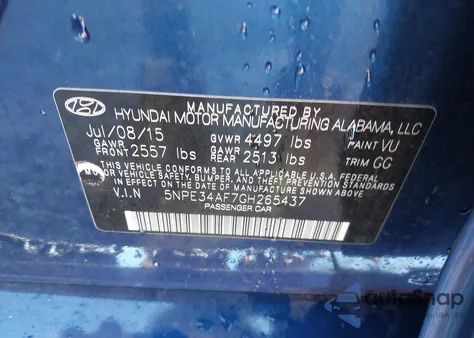 MANUFACTURED BY
HYUNDAI MOTOR MANUFACTURING ALABAMA, LLC
Jul/08/15 GVWR 4497 lbs PAINT VU
GAWR FRONT 2557 lbs GAWR REAR 2513 lbs TRIM GG
THIS VEHICLE CONFORMS TO ALL APPLICABLE U.S.A. FEDERAL
MOTOR VEHICLE SAFETY, BUMPER, AND THEFT PREVENTION
STANDARDS IN EFFECT ON THE DATE OF MANUFACTURE
V.I.N 5NPE34AF7GH265437
PASSENGER CAR
autoSnap